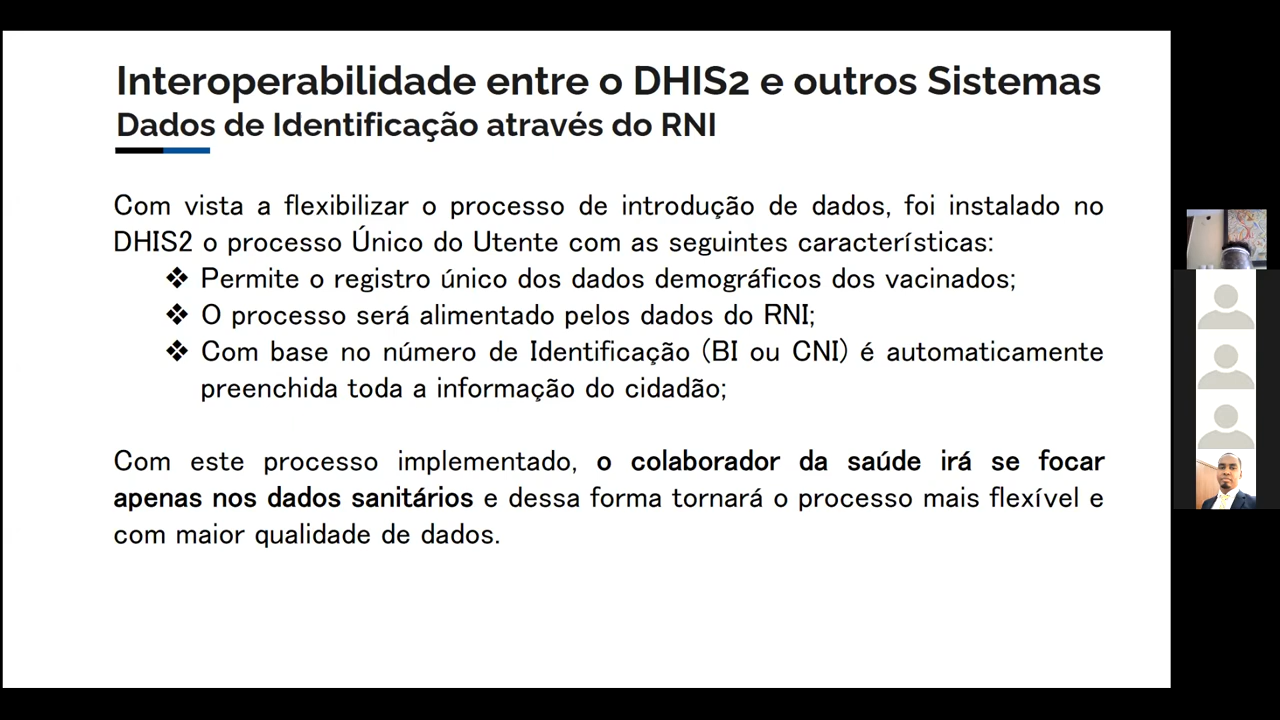 Interoperabilidade entre o DHIS2 e outros Sistemas
Dados de Identificação através do RNI
Com vista a flexibilizar o processo de introdução de dados, foi instalado no
DHIS2 o processo Único do Utente com as seguintes características:
❖ Permite o registro único dos dados demográficos dos vacinados;
❖ O processo será alimentado pelos dados do RNI;
❖ Com base no número de Identificação (BI ou CNI) é automaticamente
preenchida toda a informação do cidadão;
Com este processo implementado, o colaborador da saúde irá se focar
apenas nos dados sanitários e dessa forma tornará o processo mais flexível e
com maior qualidade de dados.